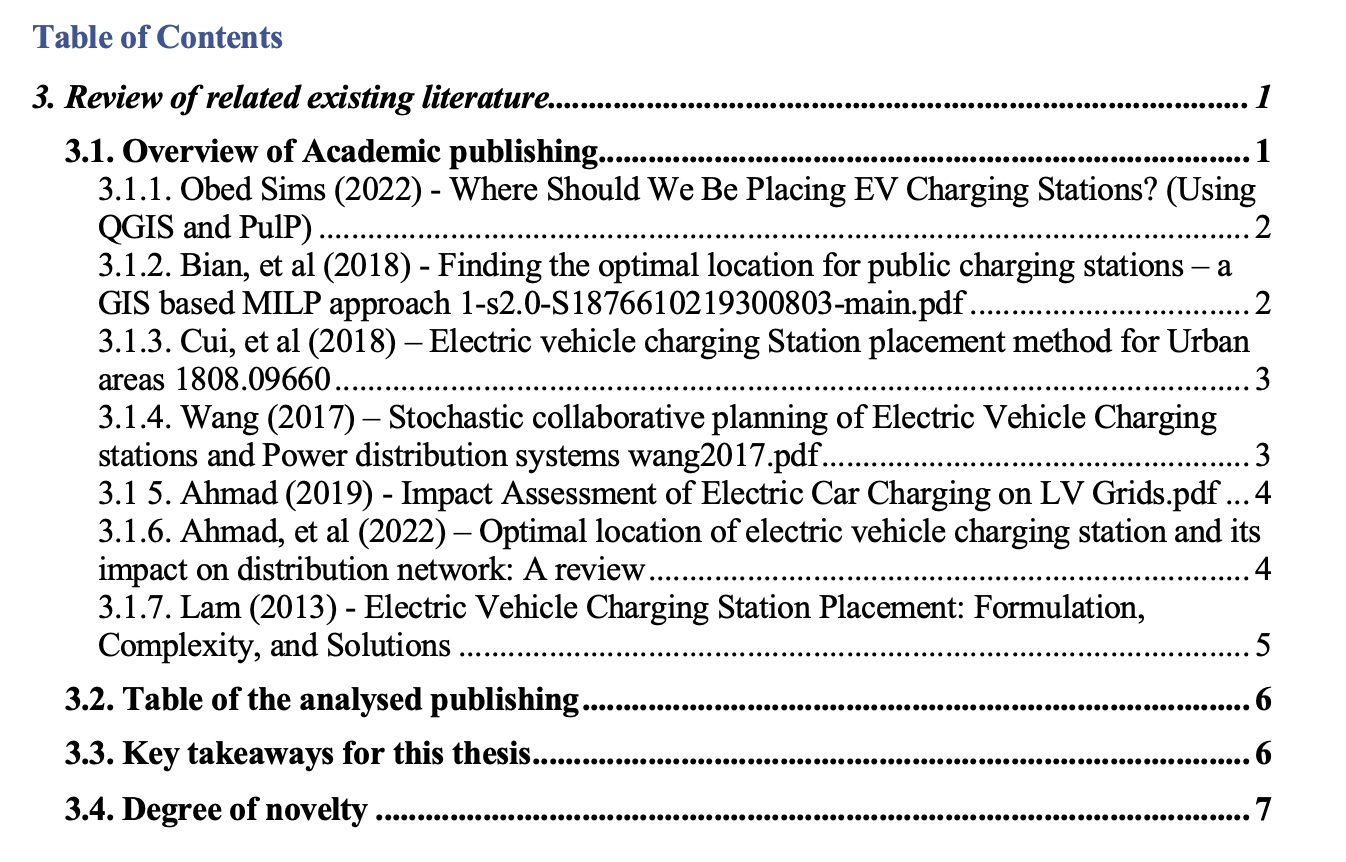 Table of Contents
3. Review of related existing literature............................................................................................ 1
3.1. Overview of Academic publishing............................................................................... 1
3.1.1. Obed Sims (2022) - Where Should We Be Placing EV Charging Stations? (Using
QGIS and PulP) ................................................................................................................. 2
3.1.2. Bian, et al (2018) - Finding the optimal location for public charging stations – a
GIS based MILP approach 1-s2.0-S1876610219300803-main.pdf .................................. 2
3.1.3. Cui, et al (2018) – Electric vehicle charging Station placement method for Urban
areas 1808.09660 ............................................................................................................... 3
3.1.4. Wang (2017) – Stochastic collaborative planning of Electric Vehicle Charging
stations and Power distribution systems wang2017.pdf.................................................... 3
3.1 5. Ahmad (2019) - Impact Assessment of Electric Car Charging on LV Grids.pdf ... 4
3.1.6. Ahmad, et al (2022) – Optimal location of electric vehicle charging station and its
impact on distribution network: A review ......................................................................... 4
3.1.7. Lam (2013) - Electric Vehicle Charging Station Placement: Formulation,
Complexity, and Solutions ................................................................................................ 5
3.2. Table of the analysed publishing................................................................................. 6
3.3. Key takeaways for this thesis....................................................................................... 6
3.4. Degree of novelty ......................................................................................................... 7